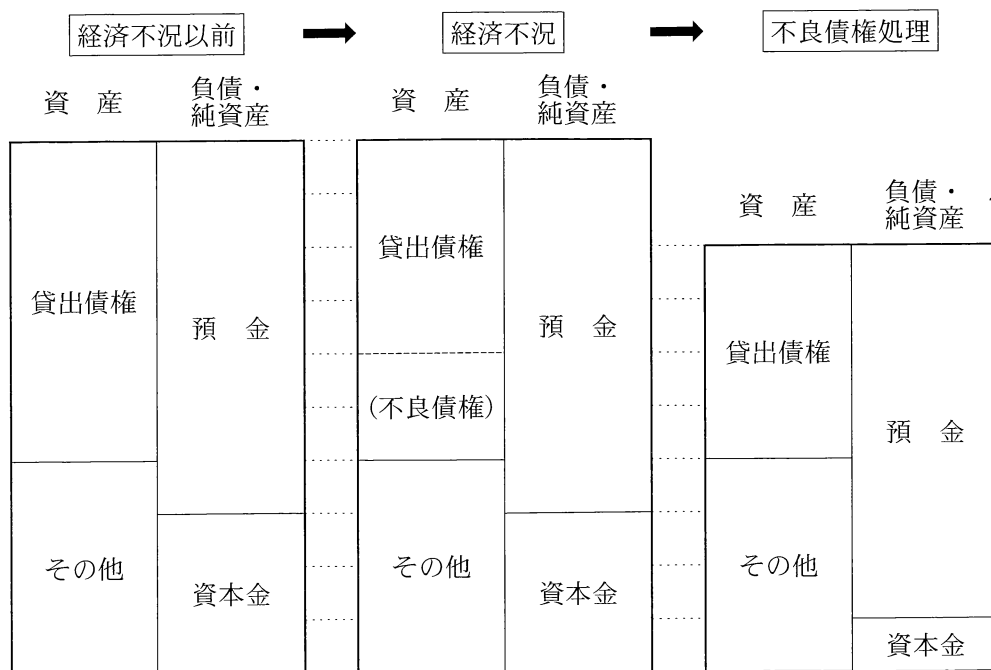 経済不況以前
経済不況
不良債権処理
資 産
負債・
純資産
貸出債権
預 金
その他
資本金
資 産
負債・
純資産
貸出債権
(不良債権)
預 金
その他
資本金
資 産
負債・
純資産
貸出債権
預 金
その他
資本金